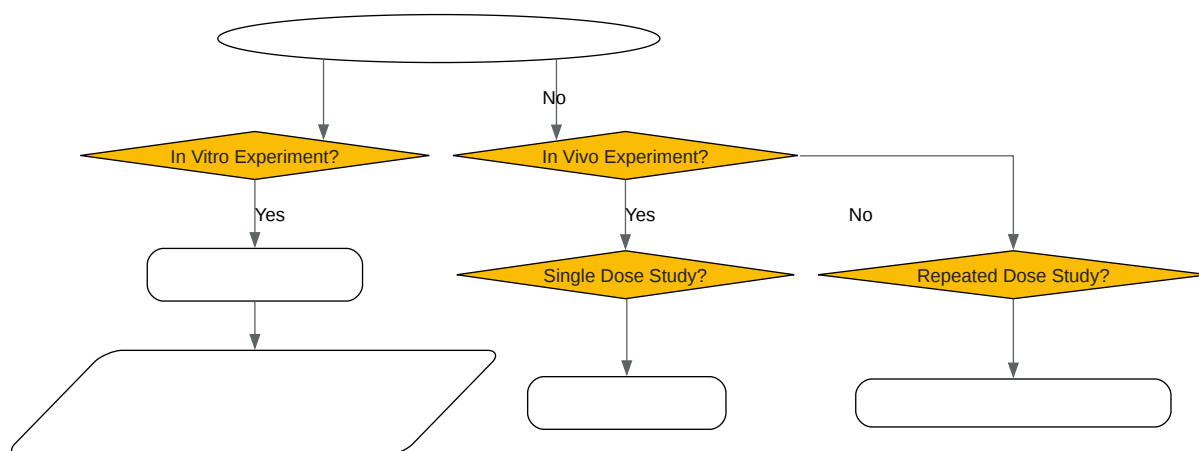 No
In Vitro Experiment?
In Vivo Experiment?
Yes
Yes
No
Single Dose Study?
Repeated Dose Study?